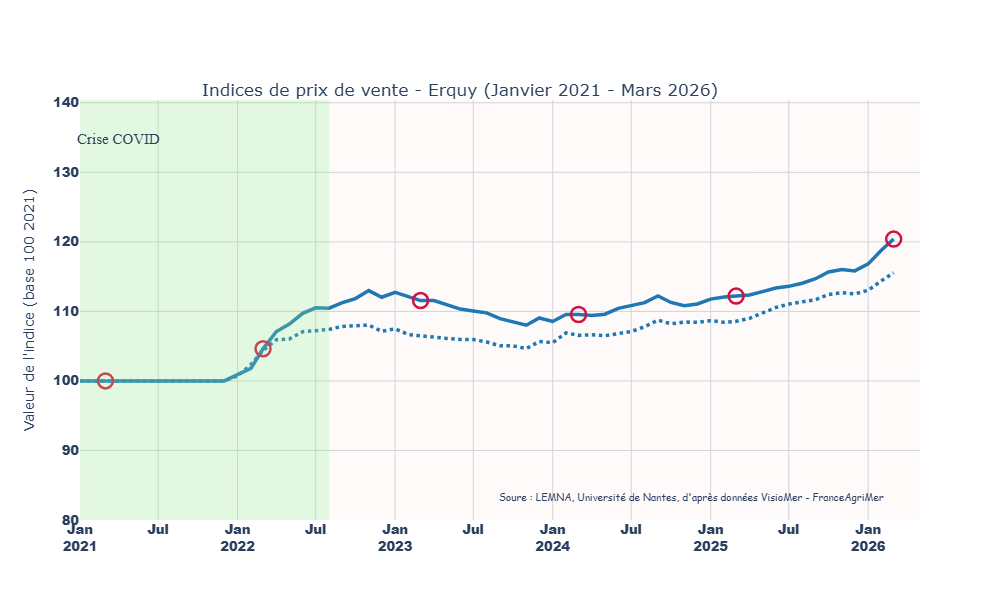 Indices de prix de vente - Erquy (Janvier 2021 - Mars 2026)
140
Crise COVID
130
120
110
100
90
80
Valeur de l'indice (base 100 2021)
Soure : LEMNA, Université de Nantes, d'après données VisioMer - FranceAgriMer
Jan Jul Jan Jul Jan Jul Jan Jul Jan Jul Jan
2021 2022 2023 2024 2025 2026